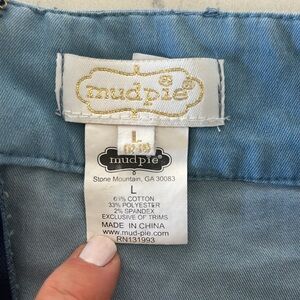 mudpie®
L
mudpie
Stone Mountain, GA 30083
L
65% COTTON
33% POLYESTER
2% SPANDEX
EXCLUSIVE OF TRIMS
MADE IN CHINA
www.mud-pie.com
RN131993